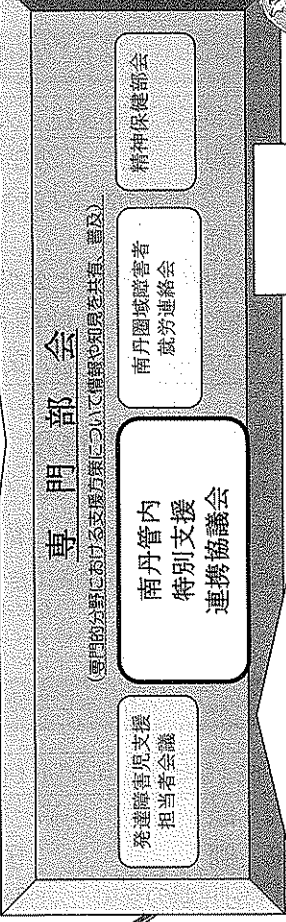 専門部会
(専門的分野における支援方策について情報や知見を共有、普及)
発達障害児支援
担当者会議
南丹管内
特別支援
連携協議会
南丹圏域障害者
就労連絡会
精神保健部会